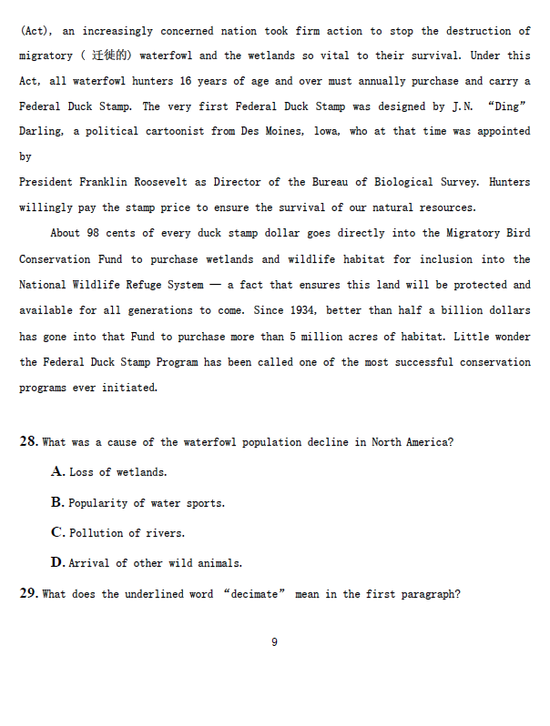 (Act), an increasingly concerned nation took firm action to stop the destruction of
migratory ( 迁徙的) waterfowl and the wetlands so vital to their survival. Under this
Act, all waterfowl hunters 16 years of age and over must annually purchase and carry a
Federal Duck Stamp. The very first Federal Duck Stamp was designed by J.N. “Ding”
Darling, a political cartoonist from Des Moines, lowa, who at that time was appointed
by
President Franklin Roosevelt as Director of the Bureau of Biological Survey. Hunters
willingly pay the stamp price to ensure the survival of our natural resources.
About 98 cents of every duck stamp dollar goes directly into the Migratory Bird
Conservation Fund to purchase wetlands and wildlife habitat for inclusion into the
National Wildlife Refuge System — a fact that ensures this land will be protected and
available for all generations to come. Since 1934, better than half a billion dollars
has gone into that Fund to purchase more than 5 million acres of habitat. Little wonder
the Federal Duck Stamp Program has been called one of the most successful conservation
programs ever initiated.
28. What was a cause of the waterfowl population decline in North America?
A. Loss of wetlands.
B. Popularity of water sports.
C. Pollution of rivers.
D. Arrival of other wild animals.
29. What does the underlined word “decimate” mean in the first paragraph?
9